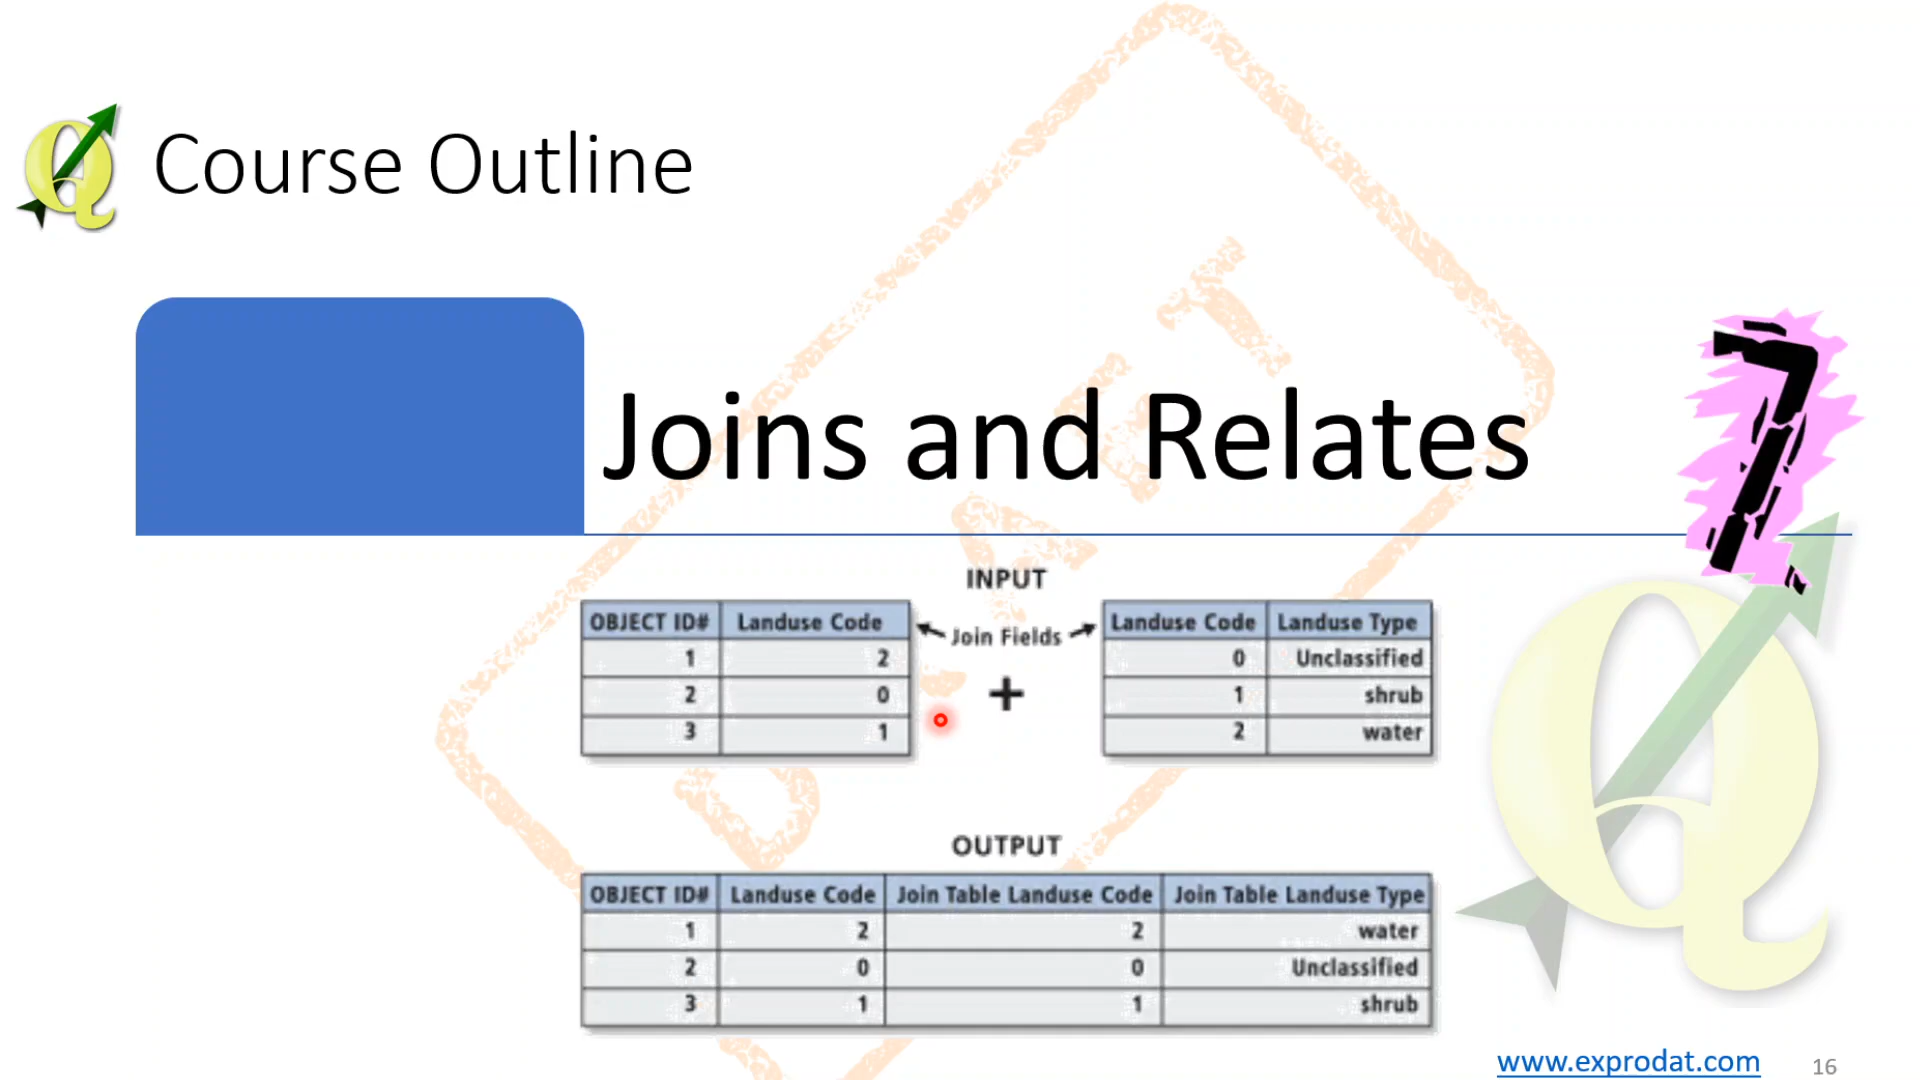 Course Outline
Joins and Relates
7
INPUT
OBJECT ID# Landuse Code
1 2
2 0
3 1
Join Fields
+
Landuse Code Landuse Type
0 Unclassified
1 shrub
2 water
OUTPUT
OBJECT ID# Landuse Code Join Table Landuse Code Join Table Landuse Type
1 2 2 water
2 0 0 Unclassified
3 1 1 shrub
DRAFT
www.exprodat.com
16